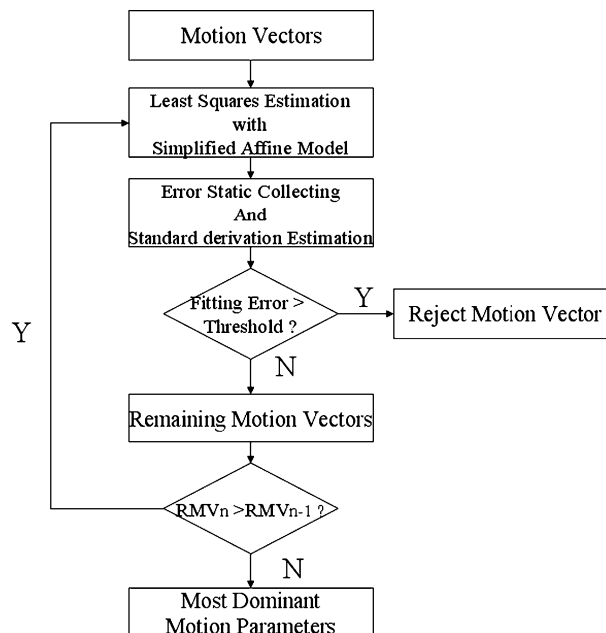 Motion Vectors
Least Squares Estimation
with
Simplified Affine Model
Error Static Collecting
And
Standard derivation Estimation
Fitting Error >
Threshold ?
Y
Reject Motion Vector
Y
N
Remaining Motion Vectors
RMVn >RMVn-1 ?
N
Most Dominant
Motion Parameters